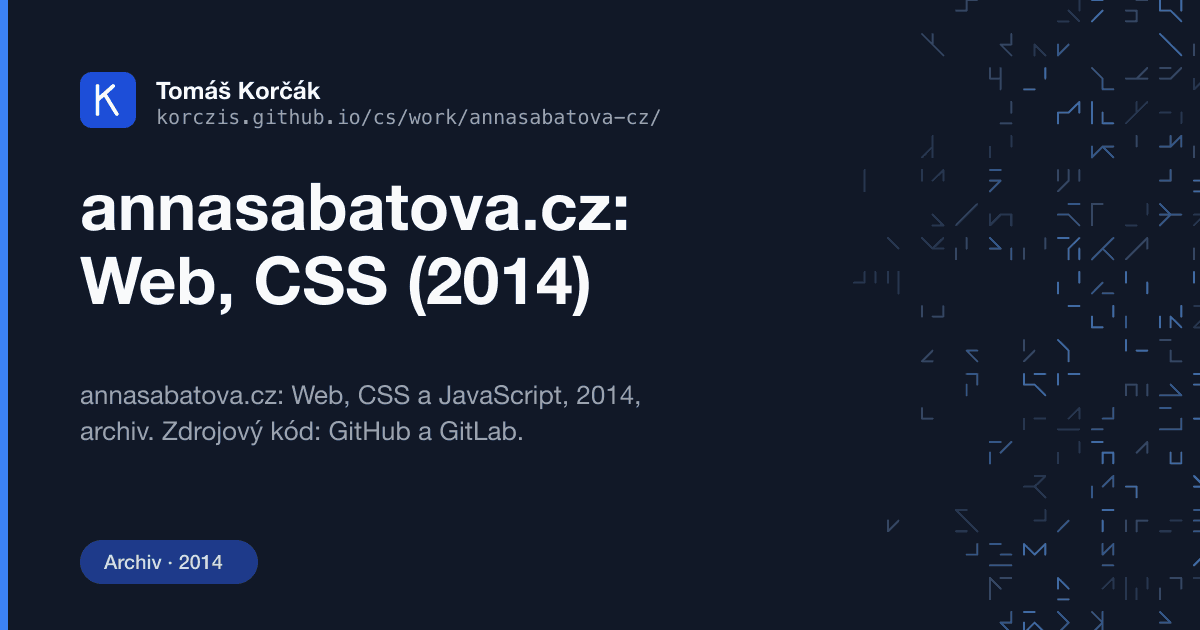 K
Tomáš Korčák
korczis.github.io/cs/work/annasabatova-cz/
annasabatova.cz:
Web, CSS (2014)
annasabatova.cz: Web, CSS a JavaScript, 2014,
archiv. Zdrojový kód: GitHub a GitLab.
Archiv · 2014